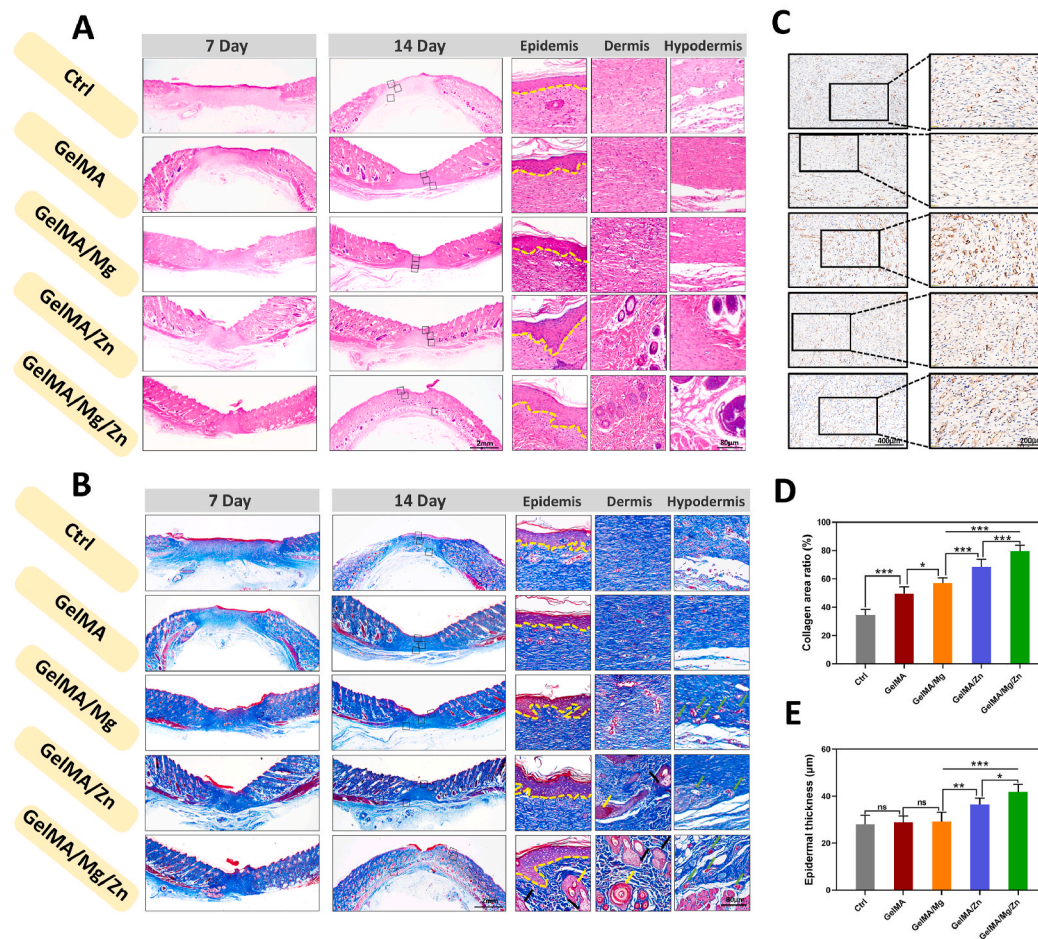 A
7 Day
14 Day
Epidemis
Dermis
Hypodermis
Ctrl
GelMA
GelMA/Mg
GelMA/Zn
GelMA/Mg/Zn
2mm
80μm
B
7 Day
14 Day
Epidemis
Dermis
Hypodermis
Ctrl
GelMA
GelMA/Mg
GelMA/Zn
GelMA/Mg/Zn
2mm
80μm
C
400μm
200μm
D
Collagen area ratio (%)
100
80
60
40
20
0
***
*
***
***
***
Ctrl
GelMA
GelMA/Mg
GelMA/Zn
GelMA/Mg/Zn
E
Epidermal thickness (μm)
60
40
20
0
ns
ns
**
*
***
Ctrl
GelMA
GelMA/Mg
GelMA/Zn
GelMA/Mg/Zn